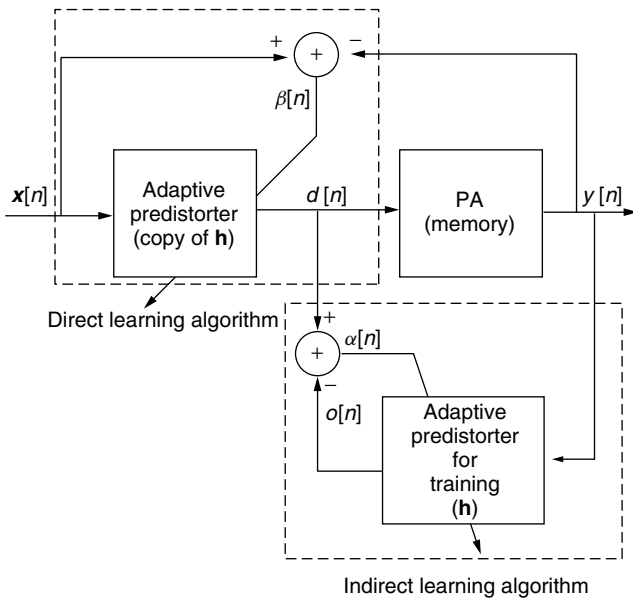 +
−
+
β[n]
x[n]
Adaptive
predistorter
(copy of h)
d[n]
PA
(memory)
y[n]
Direct learning algorithm
+
+
α[n]
−
o[n]
Adaptive
predistorter
for
training
(h)
Indirect learning algorithm